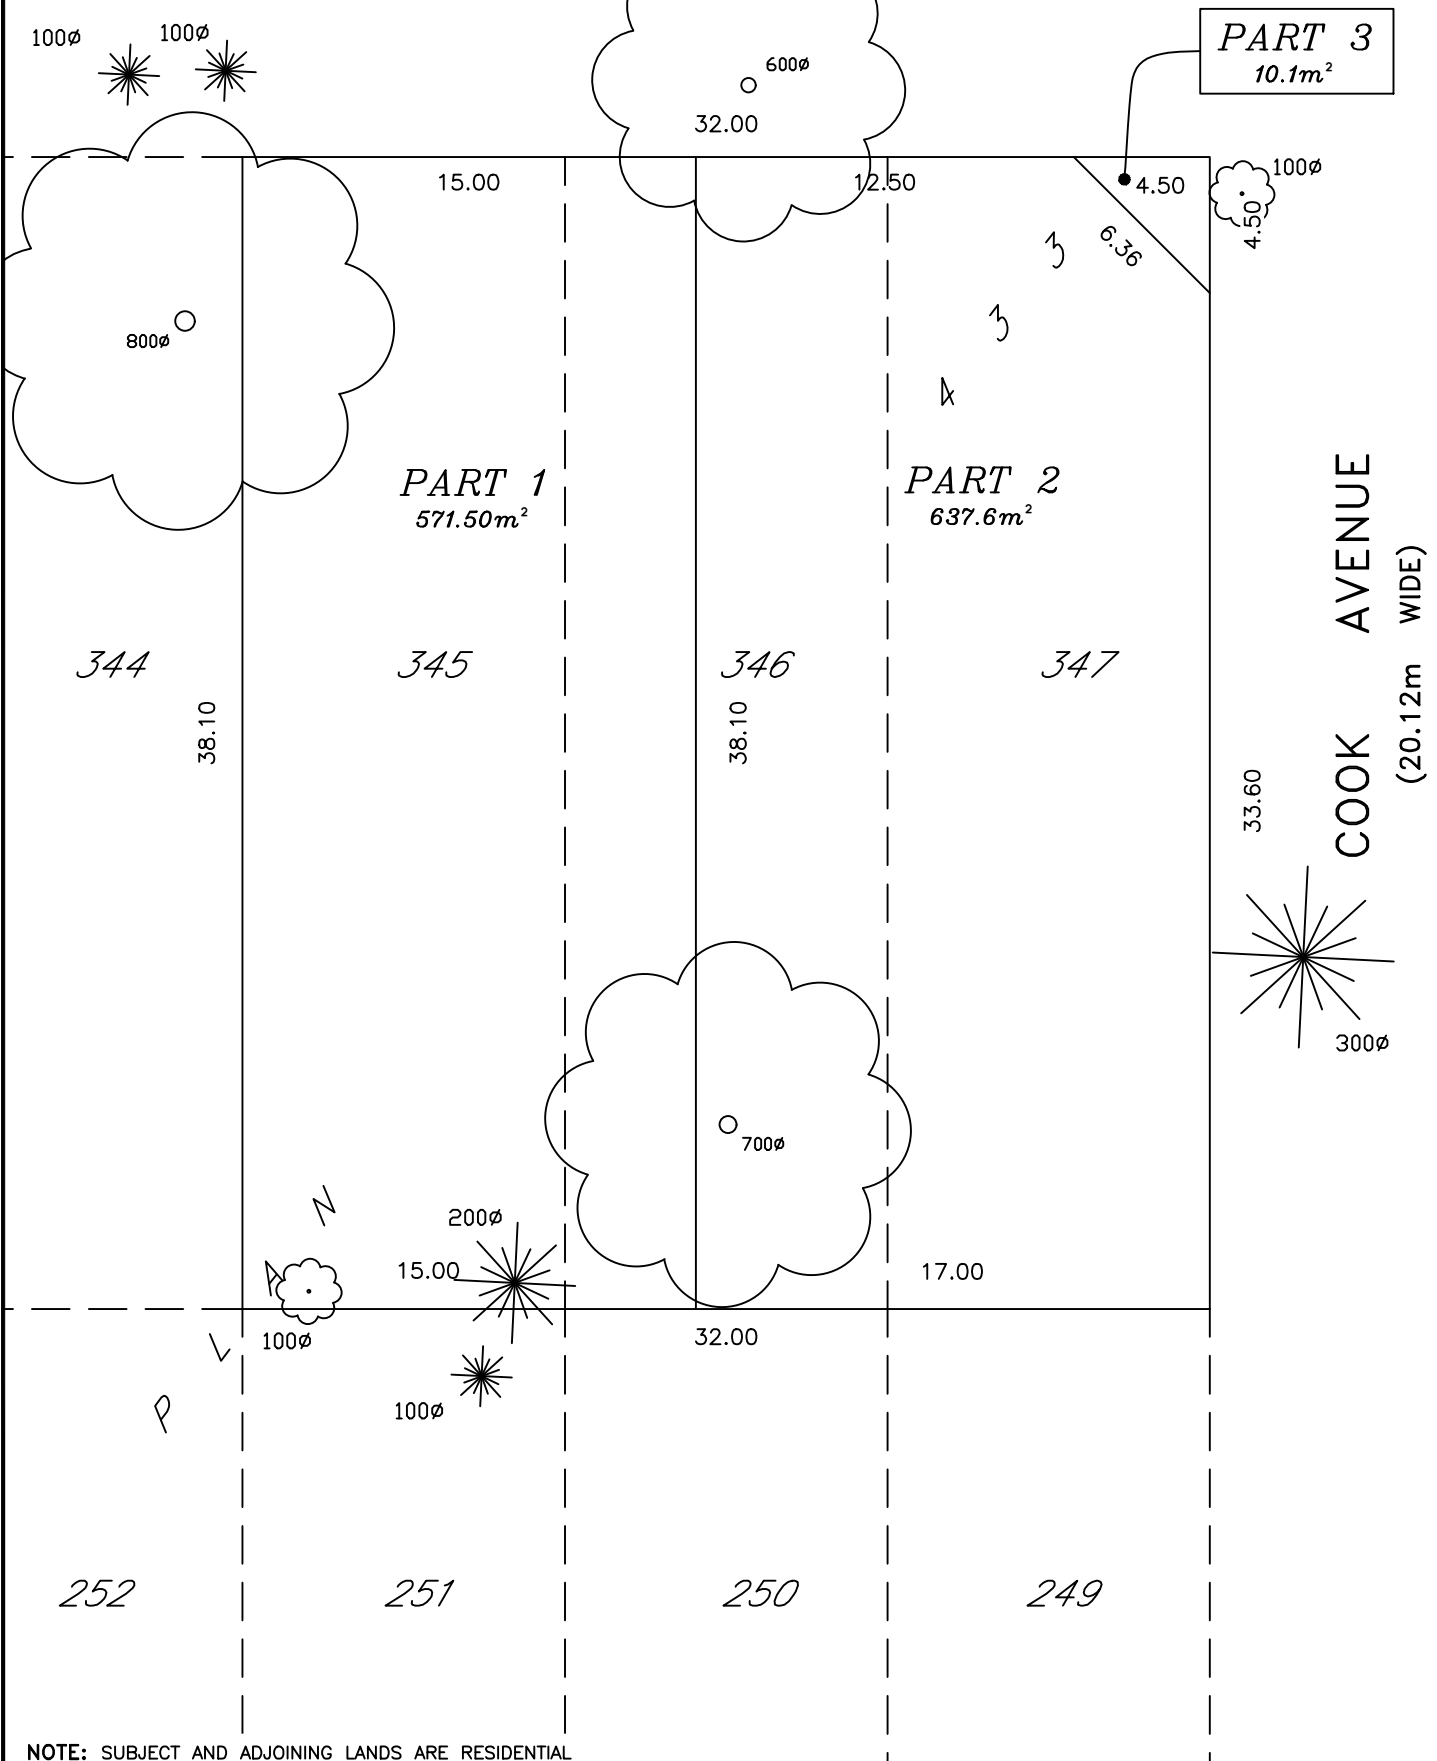 100ø 100ø
600ø
PART 3
10.1m²
32.00
15.00
12.50
4.50
100ø
4.50
6.36
800ø
PLAN 433
PART 1
571.50m²
PART 2
637.6m²
COOK AVENUE
(20.12m WIDE)
344
345
346
347
38.10
38.10
33.60
300ø
700ø
200ø
15.00
17.00
100ø
32.00
100ø
252
251
250
249
NOTE: SUBJECT AND ADJOINING LANDS ARE RESIDENTIAL